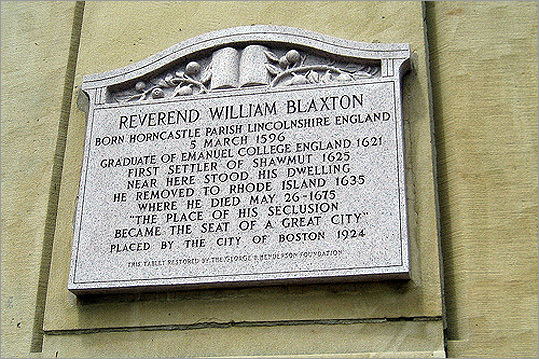 REVEREND WILLIAM BLAXTON
BORN HORNCASTLE PARISH LINCOLNSHIRE ENGLAND
5 MARCH 1596
GRADUATE OF EMANUEL COLLEGE ENGLAND 1621
FIRST SETTLER OF SHAWMUT 1625
NEAR HERE STOOD HIS DWELLING
HE REMOVED TO RHODE ISLAND 1635
WHERE HE DIED MAY 26-1675
"THE PLACE OF HIS SECLUSION
BECAME THE SEAT OF A GREAT CITY"
PLACED BY THE CITY OF BOSTON 1924
THIS TABLET RESTORED BY THE GEORGE B. HENDERSON FOUNDATION